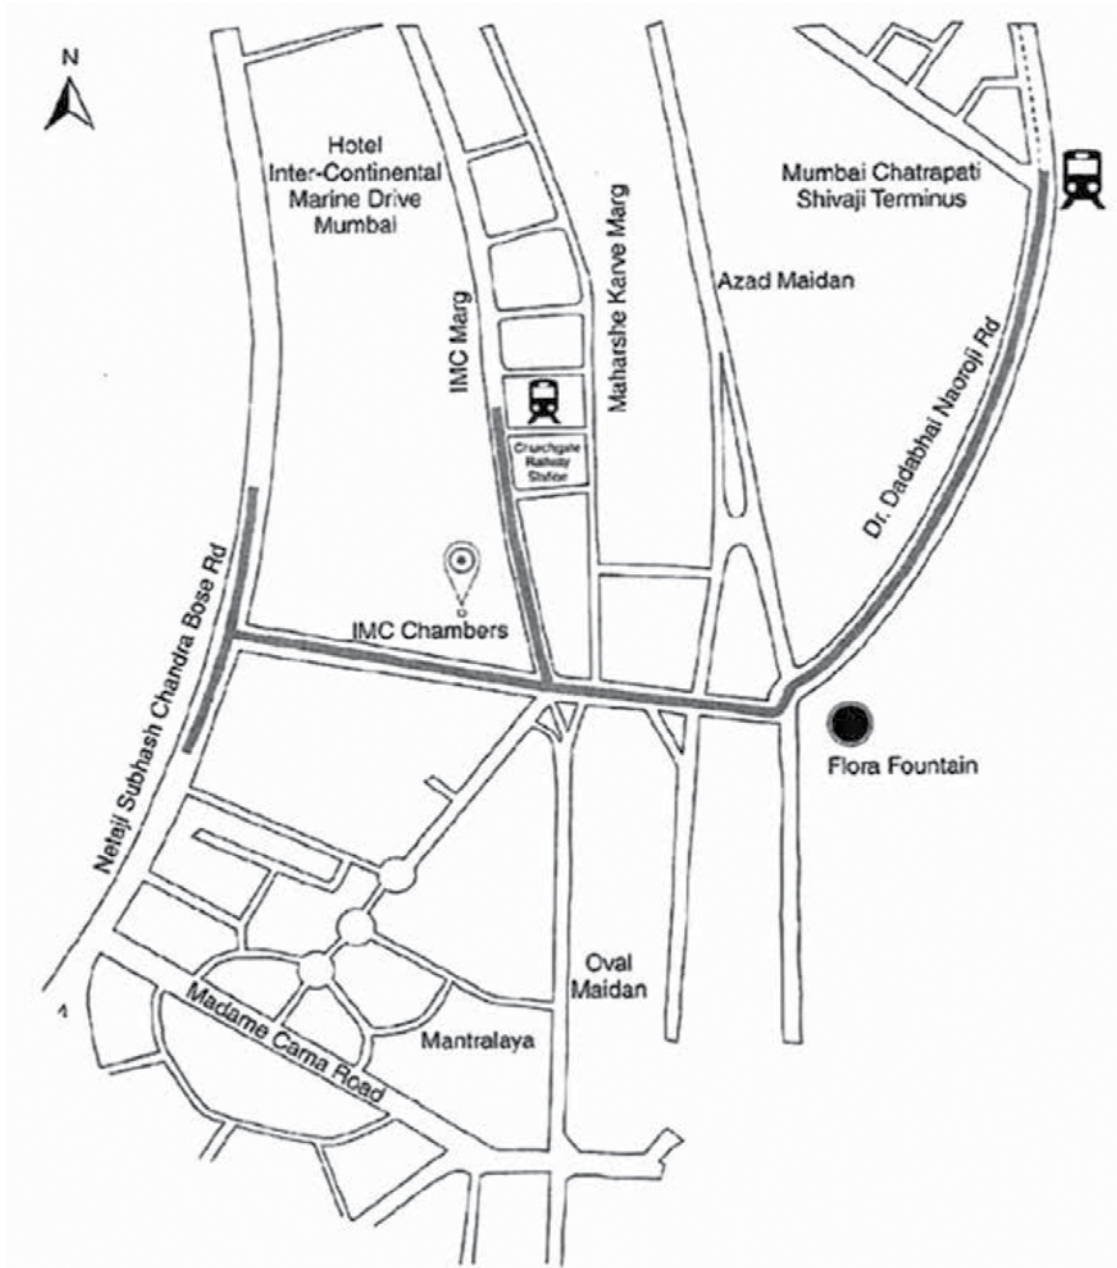 N
Hotel
Inter-Continental
Marine Drive
Mumbai
Mumbai Chatrapati
Shivaji Terminus
Maharshe Karve Marg
Azad Maidan
IMC Marg
Dr. Dadabhai Naoroji Rd
Churchgate
Railway
Station
Netaji Subhash Chandra Bose Rd
IMC Chambers
Flora Fountain
Oval
Maidan
Madame Cama Road
Mantralaya